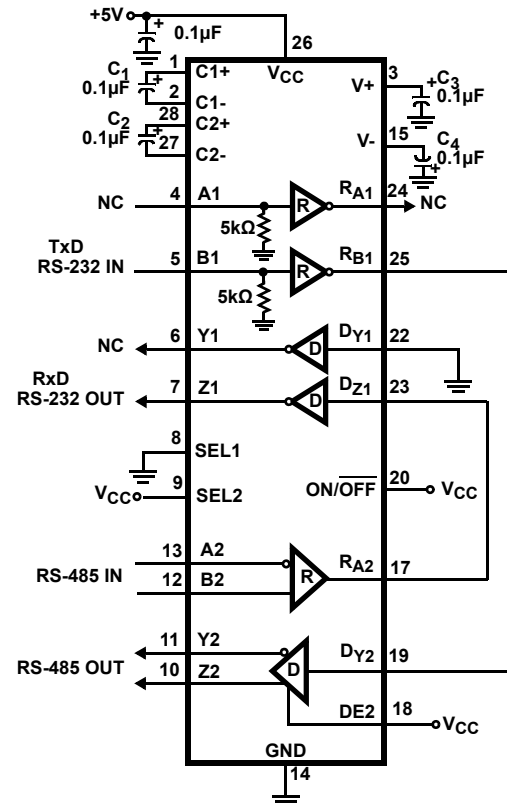 +5V
+
0.1µF
26
VCC
C1
0.1µF
+
1
C1+
2
C1-
C2
0.1µF
+
28
C2+
27
C2-
V+
3
+
C3
0.1µF
V-
15
C4
0.1µF
+
NC
4
A1
R
RA1
24
NC
5kΩ
TxD
RS-232 IN
5
B1
R
RB1
25
5kΩ
NC
6
Y1
D
DY1
22
RxD
RS-232 OUT
7
Z1
D
DZ1
23
8
SEL1
VCC
9
SEL2
ON/OFF
20
VCC
RS-485 IN
13
A2
12
B2
R
RA2
17
RS-485 OUT
11
Y2
10
Z2
D
DY2
19
DE2
18
VCC
GND
14